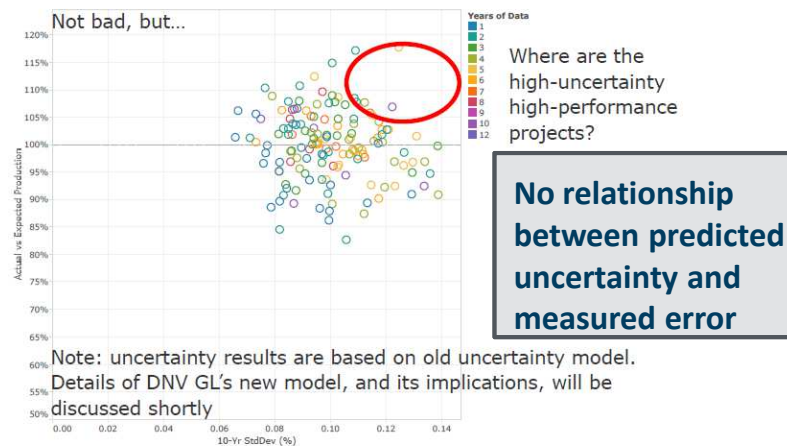 Not bad, but...
Years of Data
1
2
3
4
5
6
7
8
9
10
12
Where are the
high-uncertainty
high-performance
projects?
No relationship
between predicted
uncertainty and
measured error
Actual vs Expected Production
120%
115%
110%
105%
100%
95%
90%
85%
80%
75%
70%
65%
60%
55%
50%
Note: uncertainty results are based on old uncertainty model.
Details of DNV GL's new model, and its implications, will be
discussed shortly
0.00 0.02 0.04 0.06 0.08 0.10 0.12 0.14
10-Yr StdDev (%)